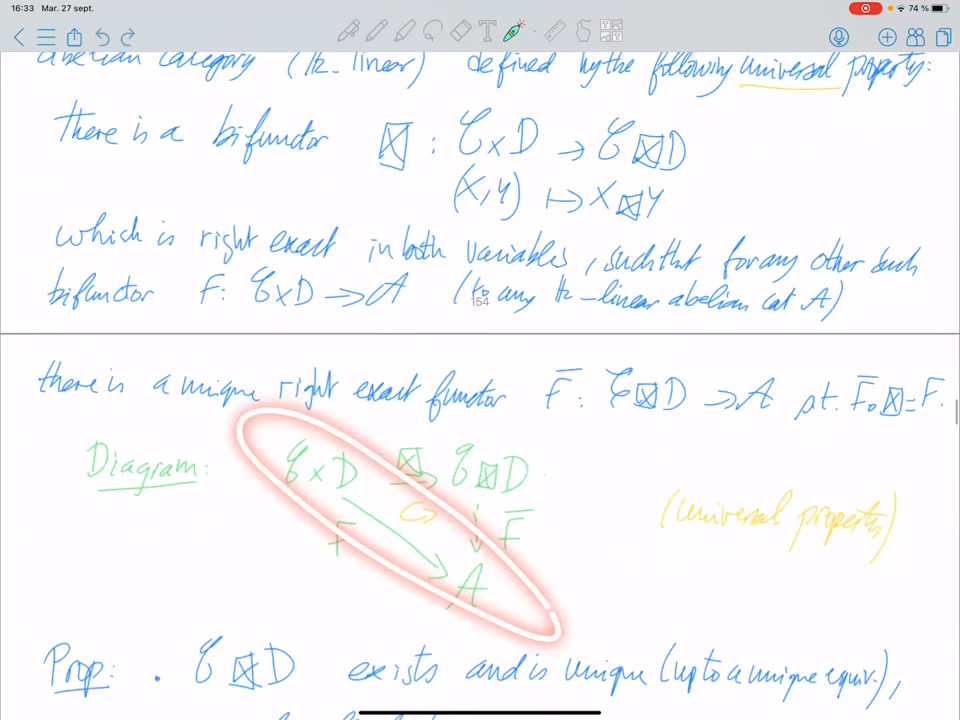 16:33 Mar. 27 sept.
74 %
abelian category (lk-linear) defined by the following universal property:
there is a bifunctor ⊠ : C × D → C ⊠ D
(X, Y) ↦ X ⊠ Y
which is right exact in both variables, such that for any other such
bifunctor F : C × D → A (to any lk-linear abelian cat A)
154
there is a unique right exact functor F̄ : C ⊠ D → A s.t. F̄ ∘ ⊠ = F.
Diagram: C × D ⊠→ C ⊠ D
F F̄
(universal property)
A
Prop: . C ⊠ D exists and is unique (up to a unique equiv.),